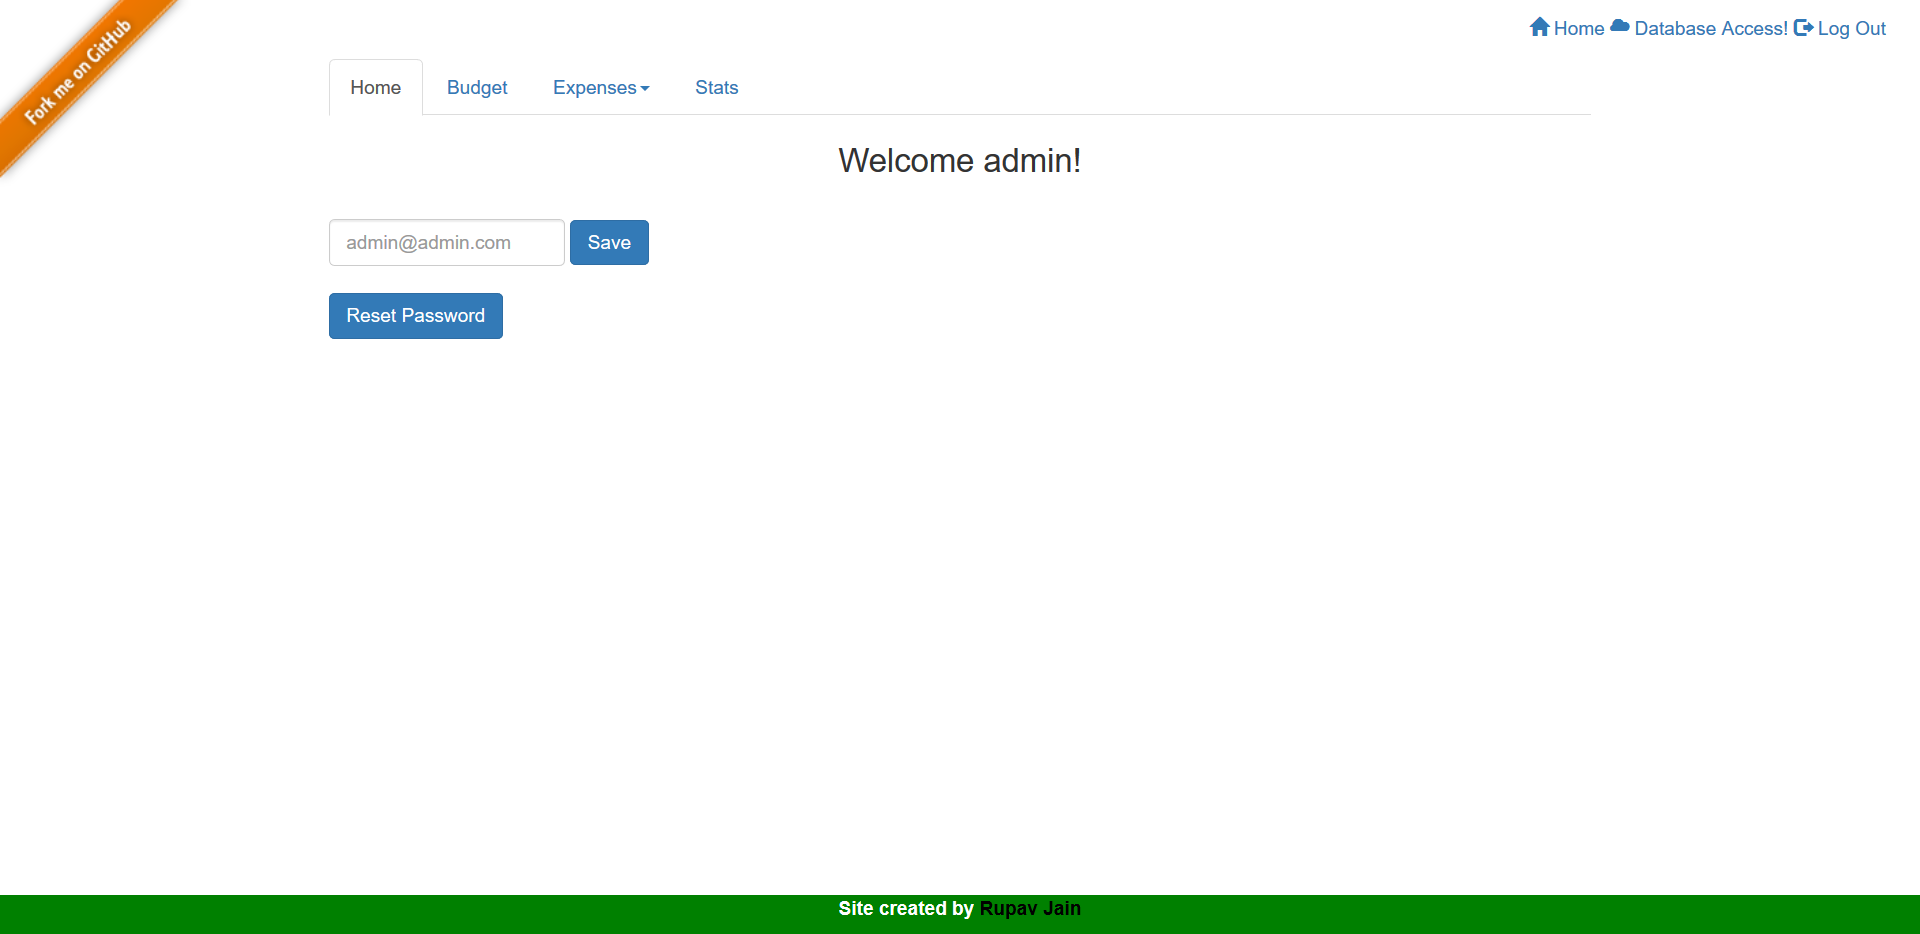 Fork me on GitHub
Home Database Access! Log Out
Home Budget Expenses Stats
Welcome admin!
admin@admin.com Save
Reset Password
Site created by Rupav Jain